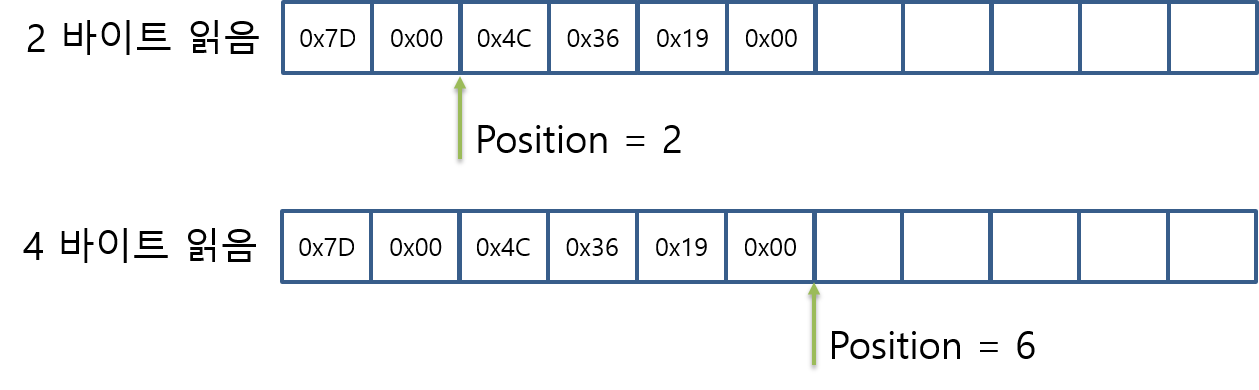 2 바이트 읽음 0x7D 0x00 0x4C 0x36 0x19 0x00
Position = 2
4 바이트 읽음 0x7D 0x00 0x4C 0x36 0x19 0x00
Position = 6